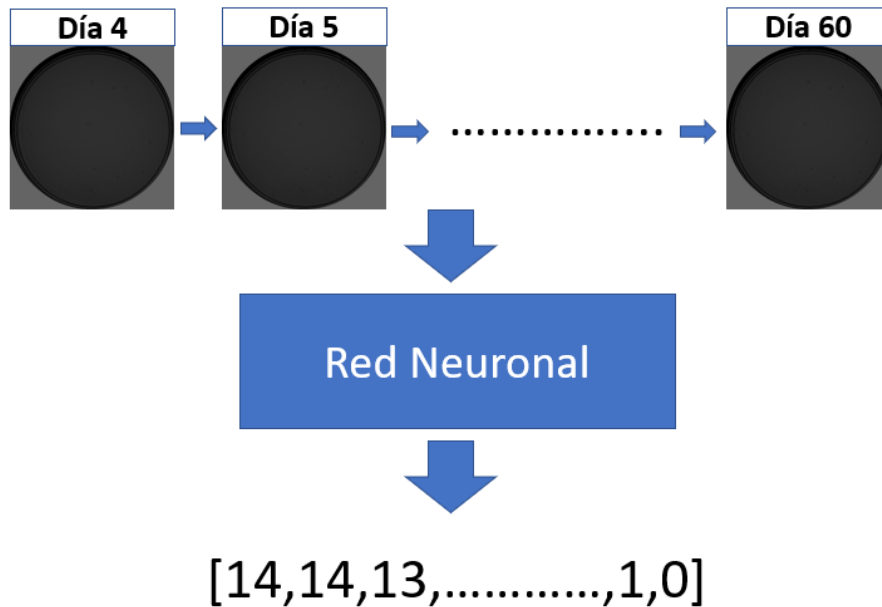 Día 4
Día 5
Día 60
...............
Red Neuronal
[14,14,13,............,1,0]